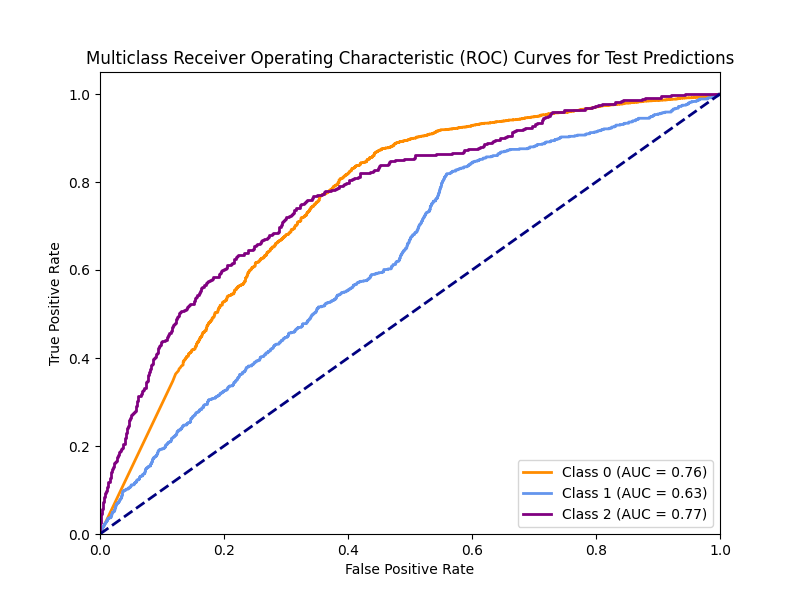 Multiclass Receiver Operating Characteristic (ROC) Curves for Test Predictions
1.0
0.8
0.6
0.4
0.2
0.0
True Positive Rate
Class 0 (AUC = 0.76)
Class 1 (AUC = 0.63)
Class 2 (AUC = 0.77)
0.0 0.2 0.4 0.6 0.8 1.0
False Positive Rate